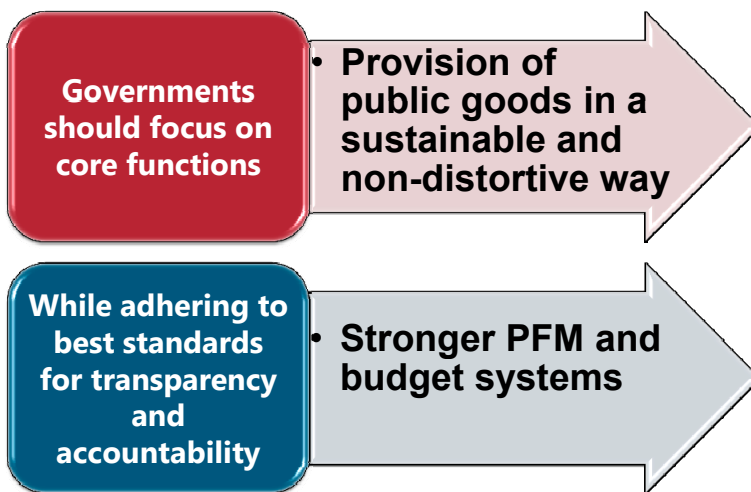 Governments
should focus on
core functions
• Provision of
public goods in a
sustainable and
non-distortive way
While adhering to
best standards
for transparency
and
accountability
• Stronger PFM and
budget systems